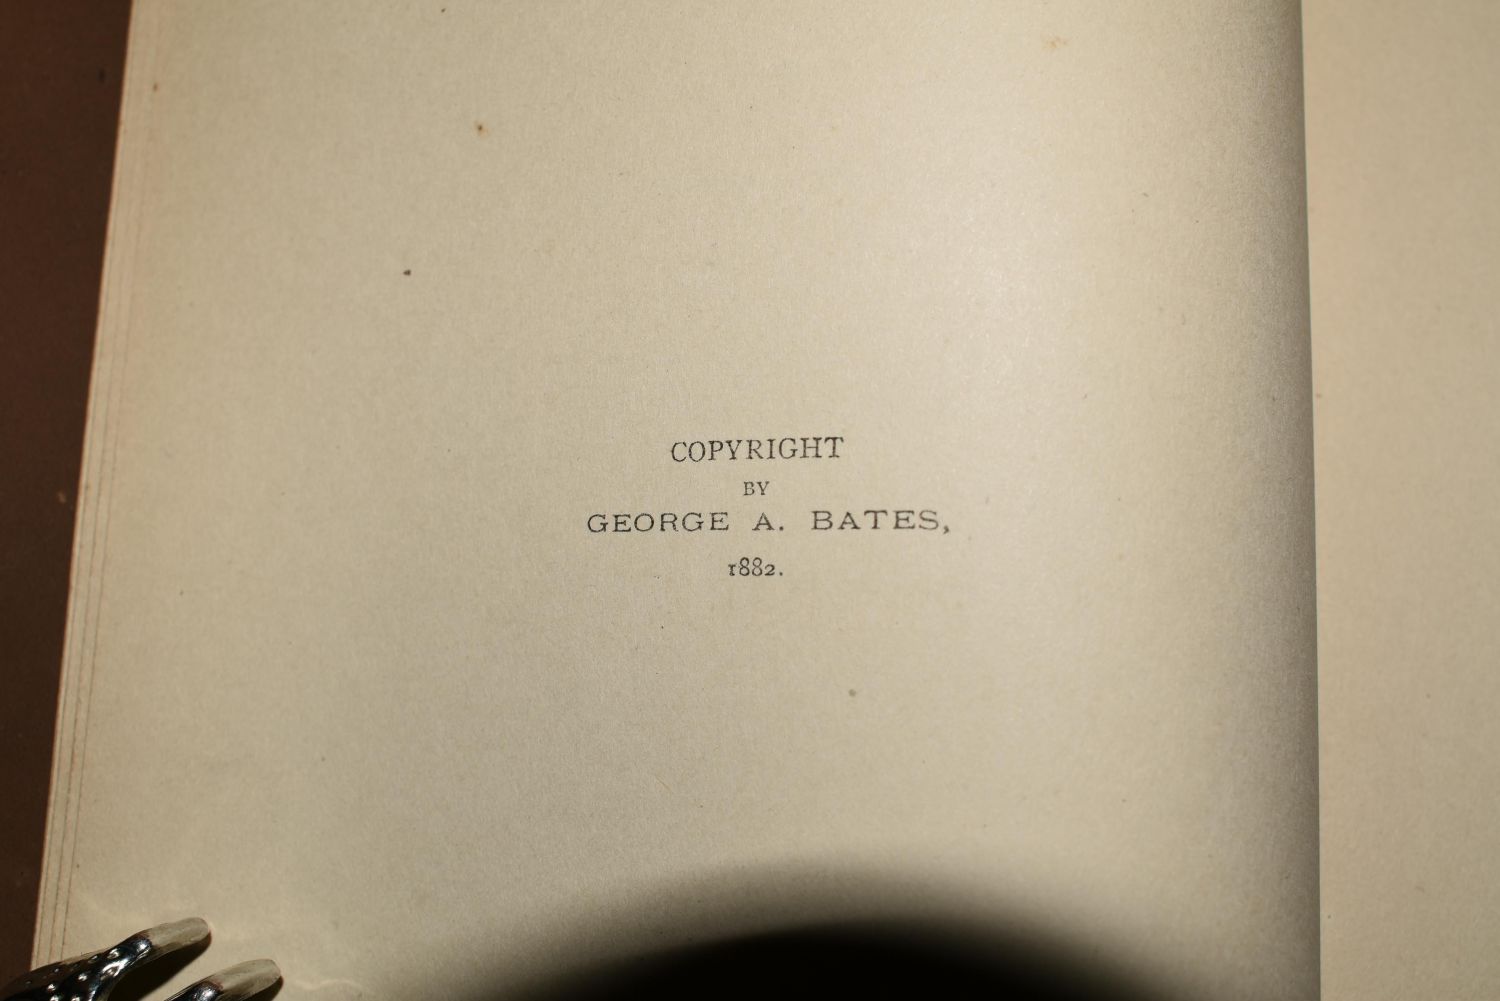 COPYRIGHT
BY
GEORGE A. BATES,
1882.